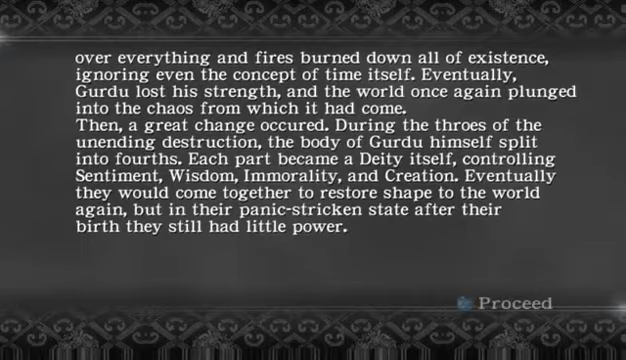 over everything and fires burned down all of existence,
ignoring even the concept of time itself. Eventually,
Gurdu lost his strength, and the world once again plunged
into the chaos from which it had come.
Then, a great change occured. During the throes of the
unending destruction, the body of Gurdu himself split
into fourths. Each part became a Deity itself, controlling
Sentiment, Wisdom, Immorality, and Creation. Eventually
they would come together to restore shape to the world
again, but in their panic-stricken state after their
birth they still had little power.
Proceed